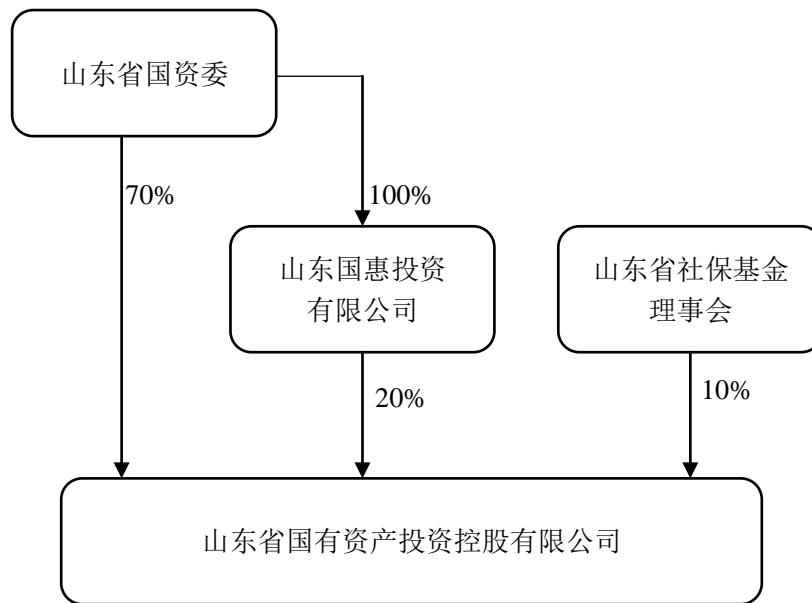 山东省国资委
70%
100%
山东国惠投资
有限公司
山东省社保基金
理事会
20%
10%
山东省国有资产投资控股有限公司